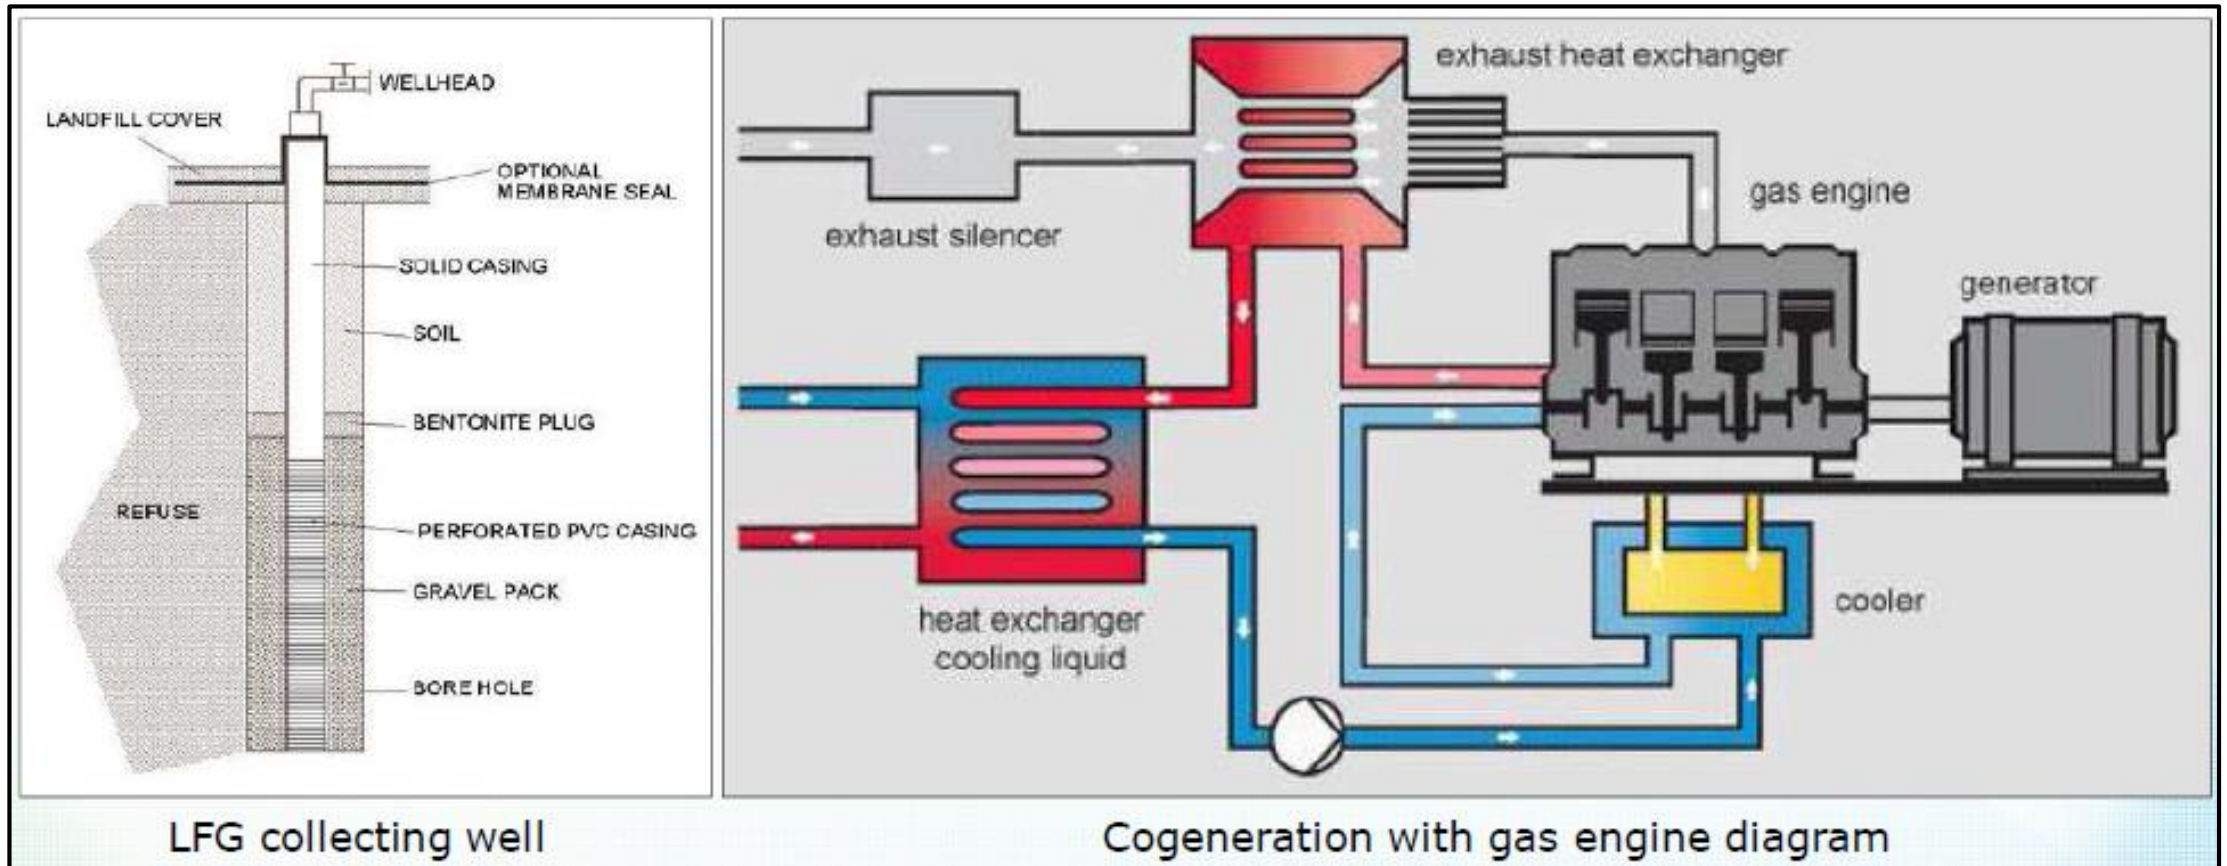 WELLHEAD
LANDFILL COVER
OPTIONAL
MEMBRANE SEAL
SOLID CASING
SOIL
BENTONITE PLUG
REFUSE
PERFORATED PVC CASING
GRAVEL PACK
BORE HOLE
LFG collecting well
exhaust heat exchanger
exhaust silencer
gas engine
generator
heat exchanger
cooling liquid
cooler
Cogeneration with gas engine diagram